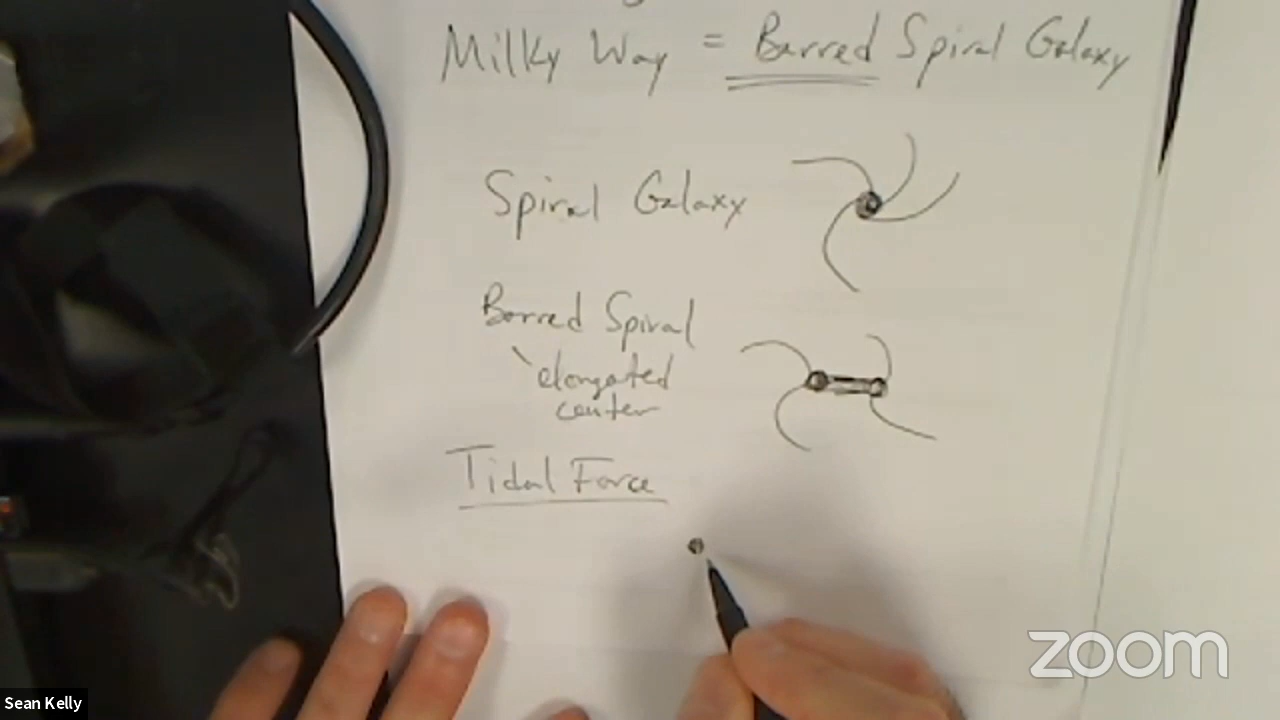 Milky Way = Barred Spiral Galaxy
Spiral Galaxy
Barred Spiral
elongated
center
Tidal Force
zoom
Sean Kelly